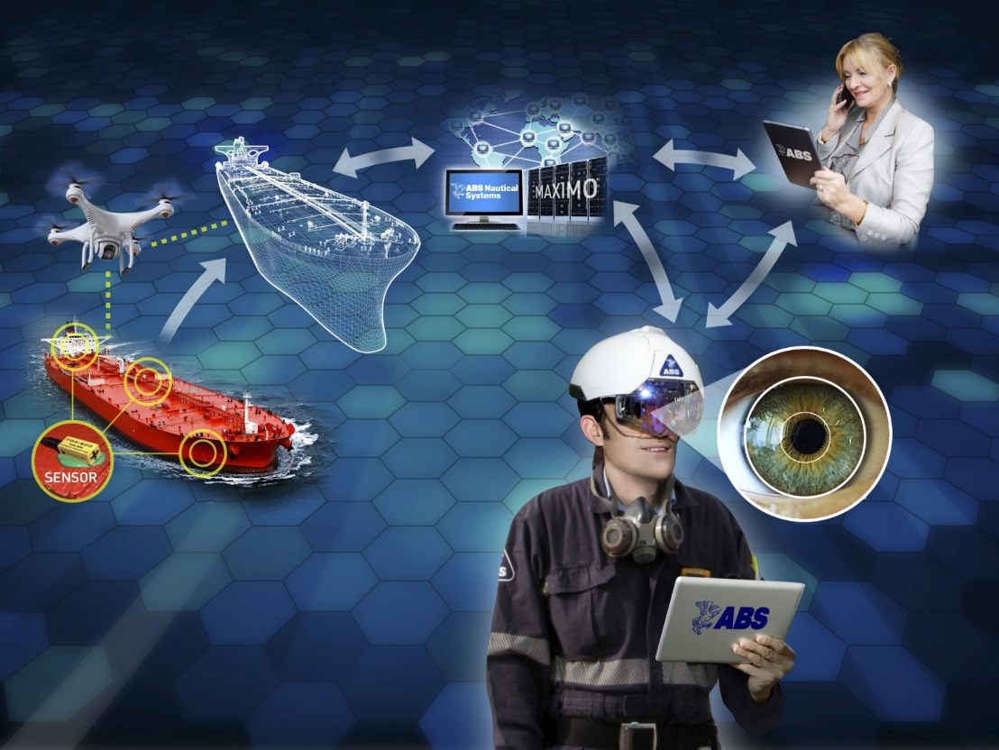 ABS
ABS Nautical
Systems
MAXIMO
ABS
SENSOR
S
ABS